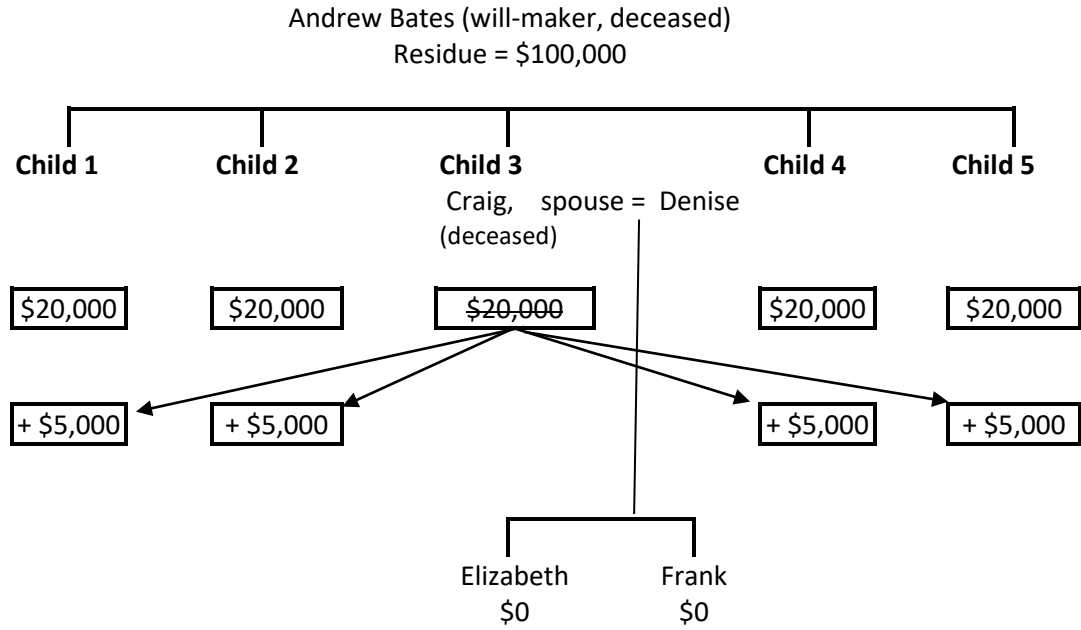 Andrew Bates (will-maker, deceased)
Residue = $100,000
Child 1 Child 2 Child 3 Child 4 Child 5
Craig, spouse = Denise
(deceased)
$20,000 $20,000 $20,000 $20,000 $20,000
+ $5,000 + $5,000 + $5,000 + $5,000
Elizabeth Frank
$0 $0